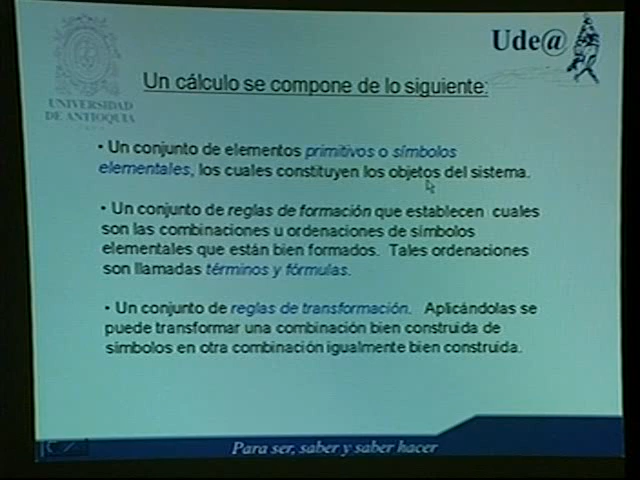 Ude@
UNIVERSIDAD
DE ANTIOQUIA
Un cálculo se compone de lo siguiente:
• Un conjunto de elementos primitivos o símbolos
elementales, los cuales constituyen los objetos del sistema.
• Un conjunto de reglas de formación que establecen cuales
son las combinaciones u ordenaciones de símbolos
elementales que están bien formados. Tales ordenaciones
son llamadas términos y fórmulas.
• Un conjunto de reglas de transformación. Aplicándolas se
puede transformar una combinación bien construida de
símbolos en otra combinación igualmente bien construida.
Para ser, saber y saber hacer